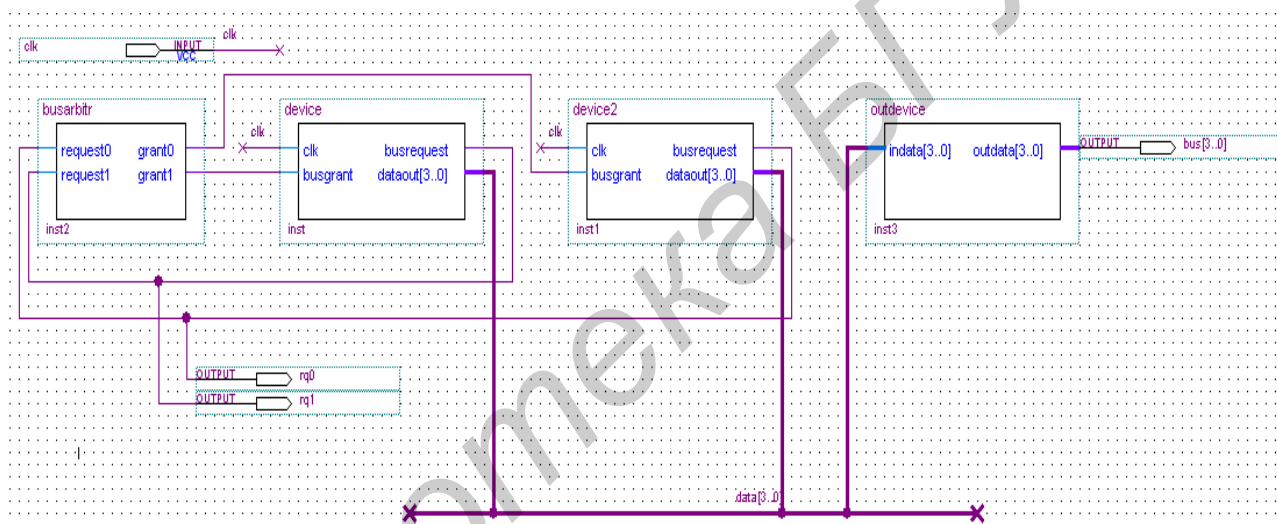 clk
INPUT
VCC
clk
busarbitr
request0 grant0
request1 grant1
inst2
device
clk
clk busrequest
busgrant dataout[3..0]
inst
device2
clk
clk busrequest
busgrant dataout[3..0]
inst1
outdevice
indata[3..0] outdata[3..0]
inst3
OUTPUT
bus[3..0]
OUTPUT
rq0
OUTPUT
rq1
data[3..0]